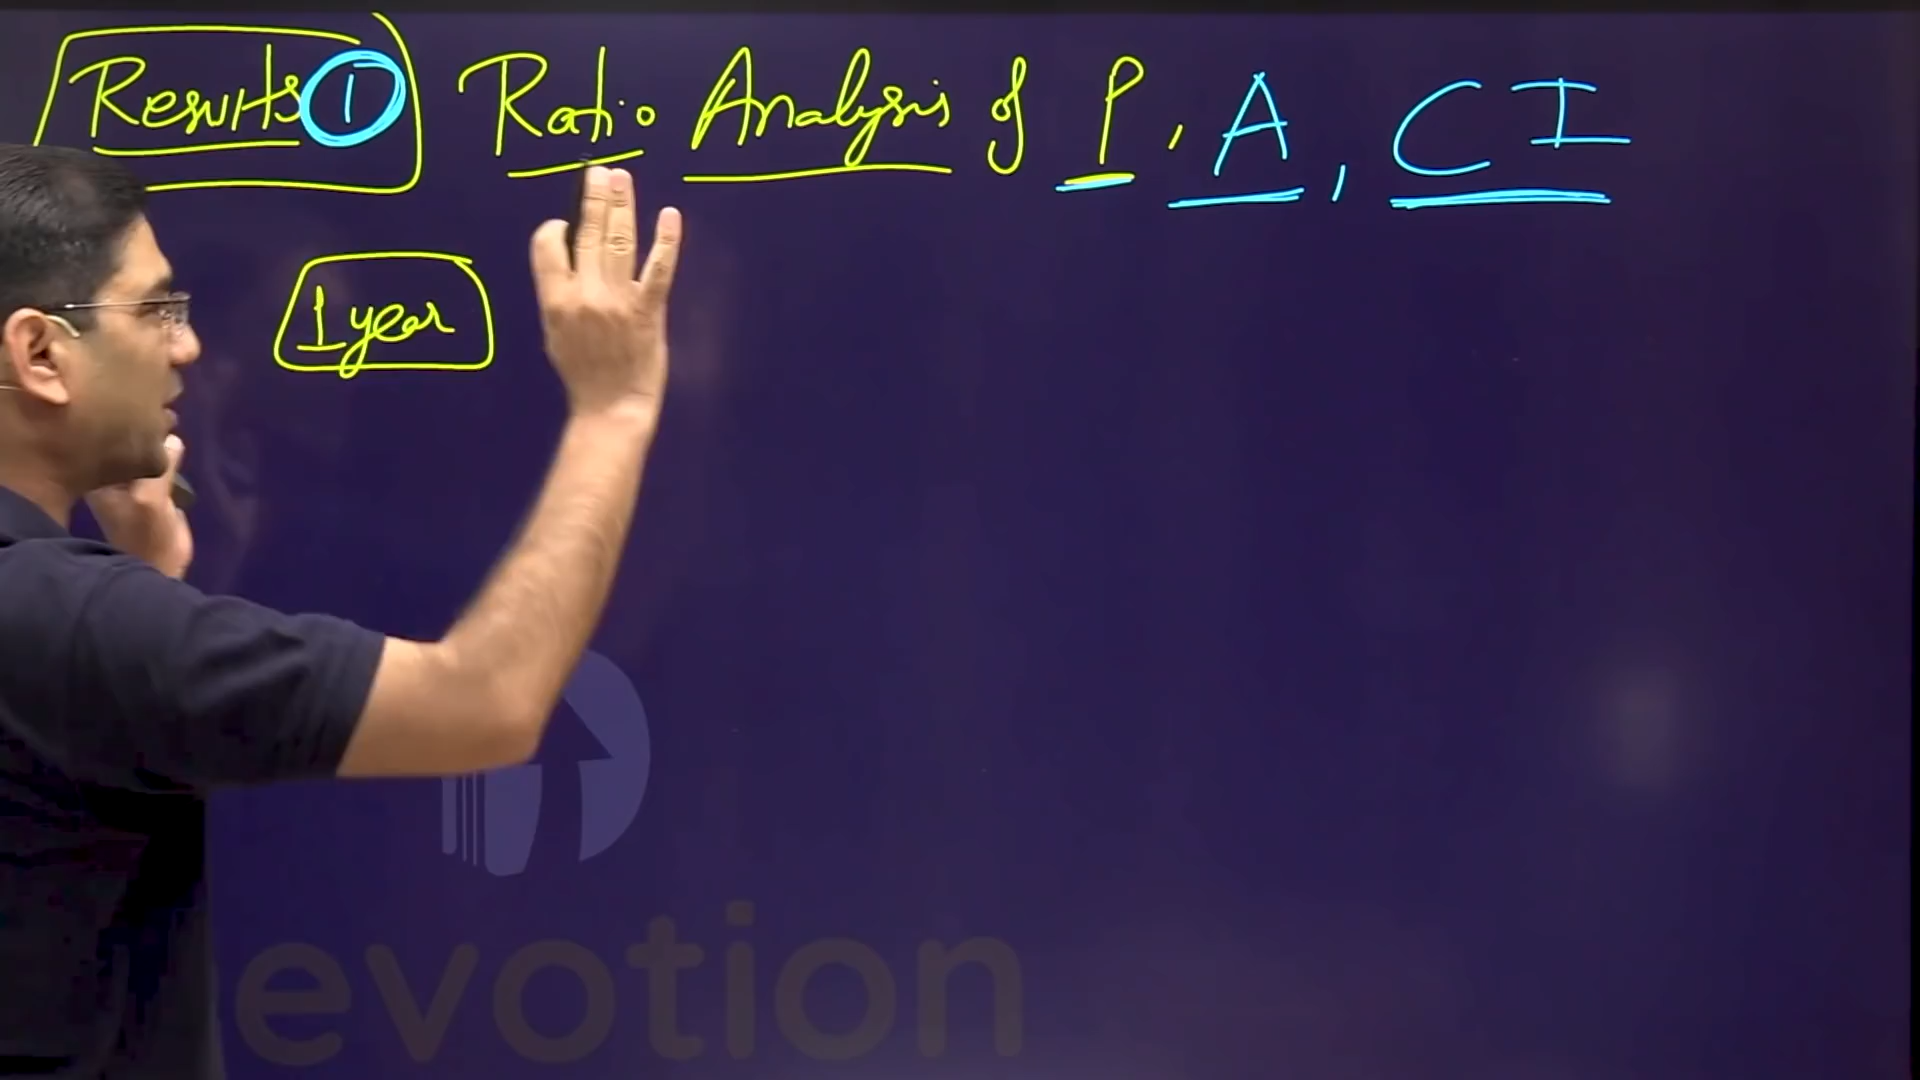 Results 1 Ratio Analysis of P, A, CI
1 year
evotion